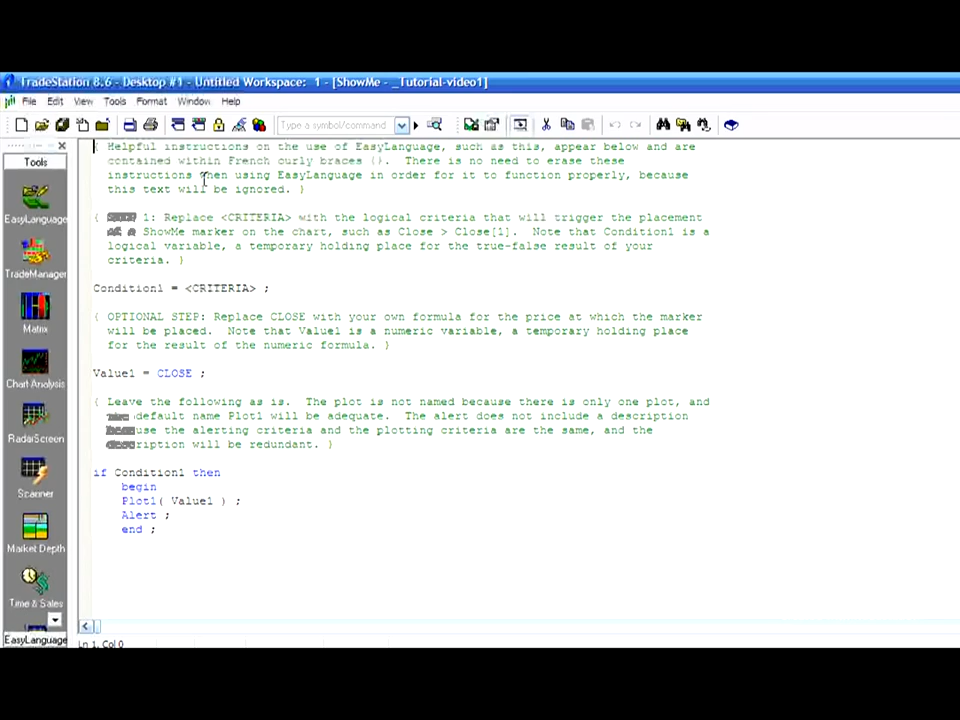 TradeStation 8.6 - Desktop #1 - Untitled Workspace: 1 - [ShowMe - _Tutorial-video1]
File Edit View Tools Format Window Help
Type a symbol/command
Tools
EasyLanguage
TradeManager
Matrix
Chart Analysis
RadarScreen
Scanner
Market Depth
Time & Sales
EasyLanguage
{ Helpful instructions on the use of EasyLanguage, such as this, appear below and are
contained within French curly braces {}. There is no need to erase these
instructions when using EasyLanguage in order for it to function properly, because
this text will be ignored. }
{ 1: Replace <CRITERIA> with the logical criteria that will trigger the placement
of a ShowMe marker on the chart, such as Close > Close[1]. Note that Condition1 is a
logical variable, a temporary holding place for the true-false result of your
criteria. }
Condition1 = <CRITERIA> ;
{ OPTIONAL STEP: Replace CLOSE with your own formula for the price at which the marker
will be placed. Note that Value1 is a numeric variable, a temporary holding place
for the result of the numeric formula. }
Value1 = CLOSE ;
{ Leave the following as is. The plot is not named because there is only one plot, and
default name Plot1 will be adequate. The alert does not include a description
because the alerting criteria and the plotting criteria are the same, and the
description will be redundant. }
if Condition1 then
begin
Plot1( Value1 ) ;
Alert ;
end ;
Ln 1, Col 0